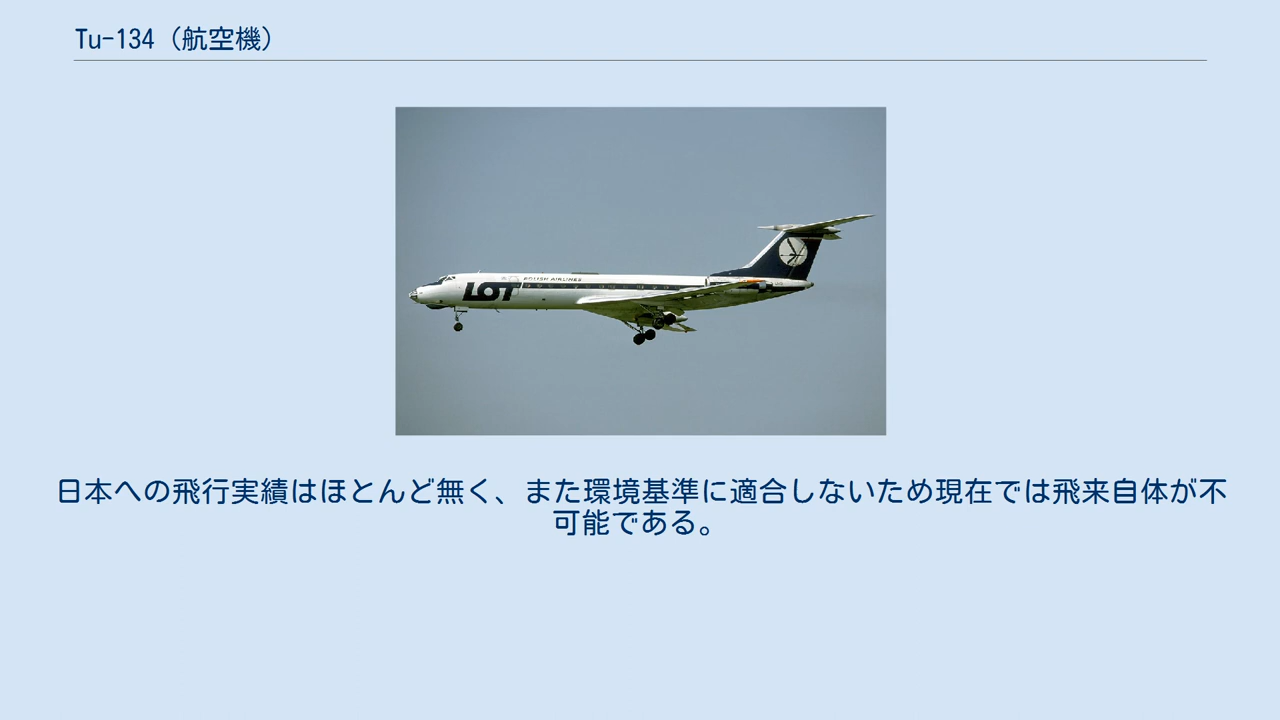 Tu-134（航空機）
POLISH AIRLINES
LOT
日本への飛行実績はほとんど無く、また環境基準に適合しないため現在では飛来自体が不
可能である。